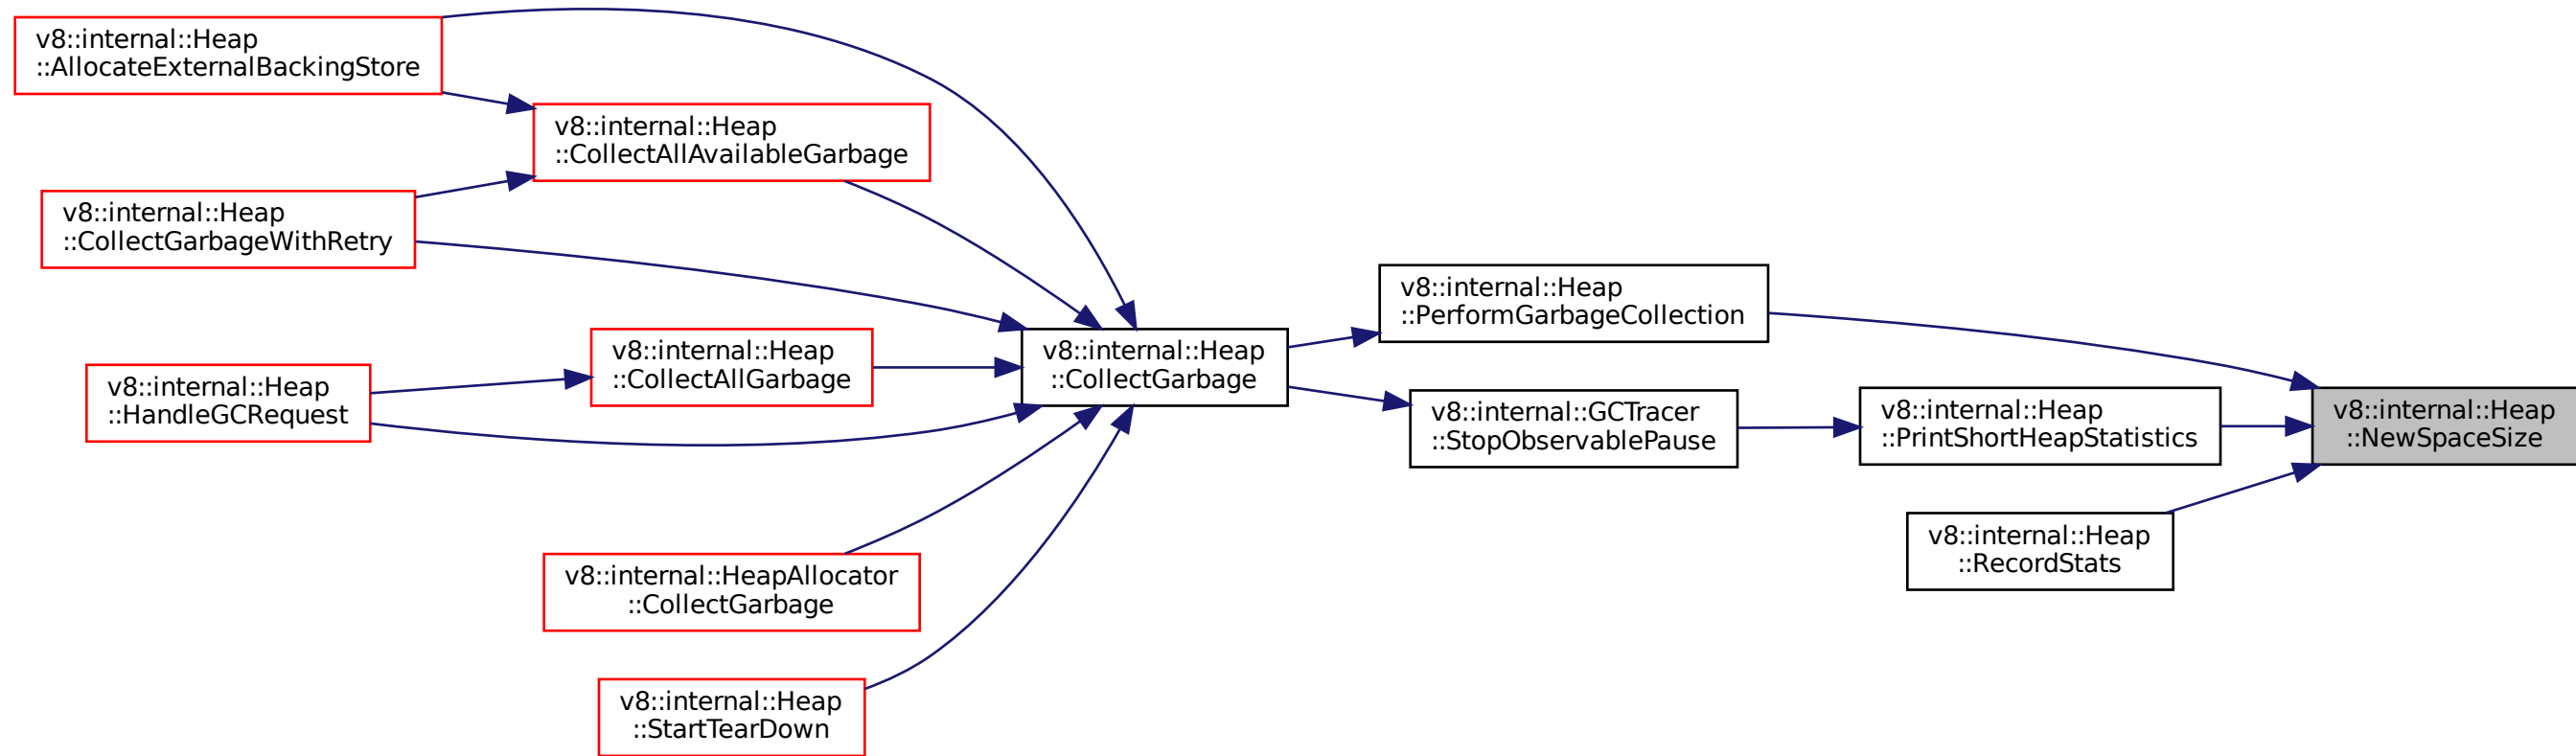 v8::internal::Heap
::AllocateExternalBackingStore
v8::internal::Heap
::CollectAllAvailableGarbage
v8::internal::Heap
::CollectGarbageWithRetry
v8::internal::Heap
::CollectAllGarbage
v8::internal::Heap
::HandleGCRequest
v8::internal::HeapAllocator
::CollectGarbage
v8::internal::Heap
::StartTearDown
v8::internal::Heap
::CollectGarbage
v8::internal::Heap
::PerformGarbageCollection
v8::internal::GCTracer
::StopObservablePause
v8::internal::Heap
::PrintShortHeapStatistics
v8::internal::Heap
::RecordStats
v8::internal::Heap
::NewSpaceSize